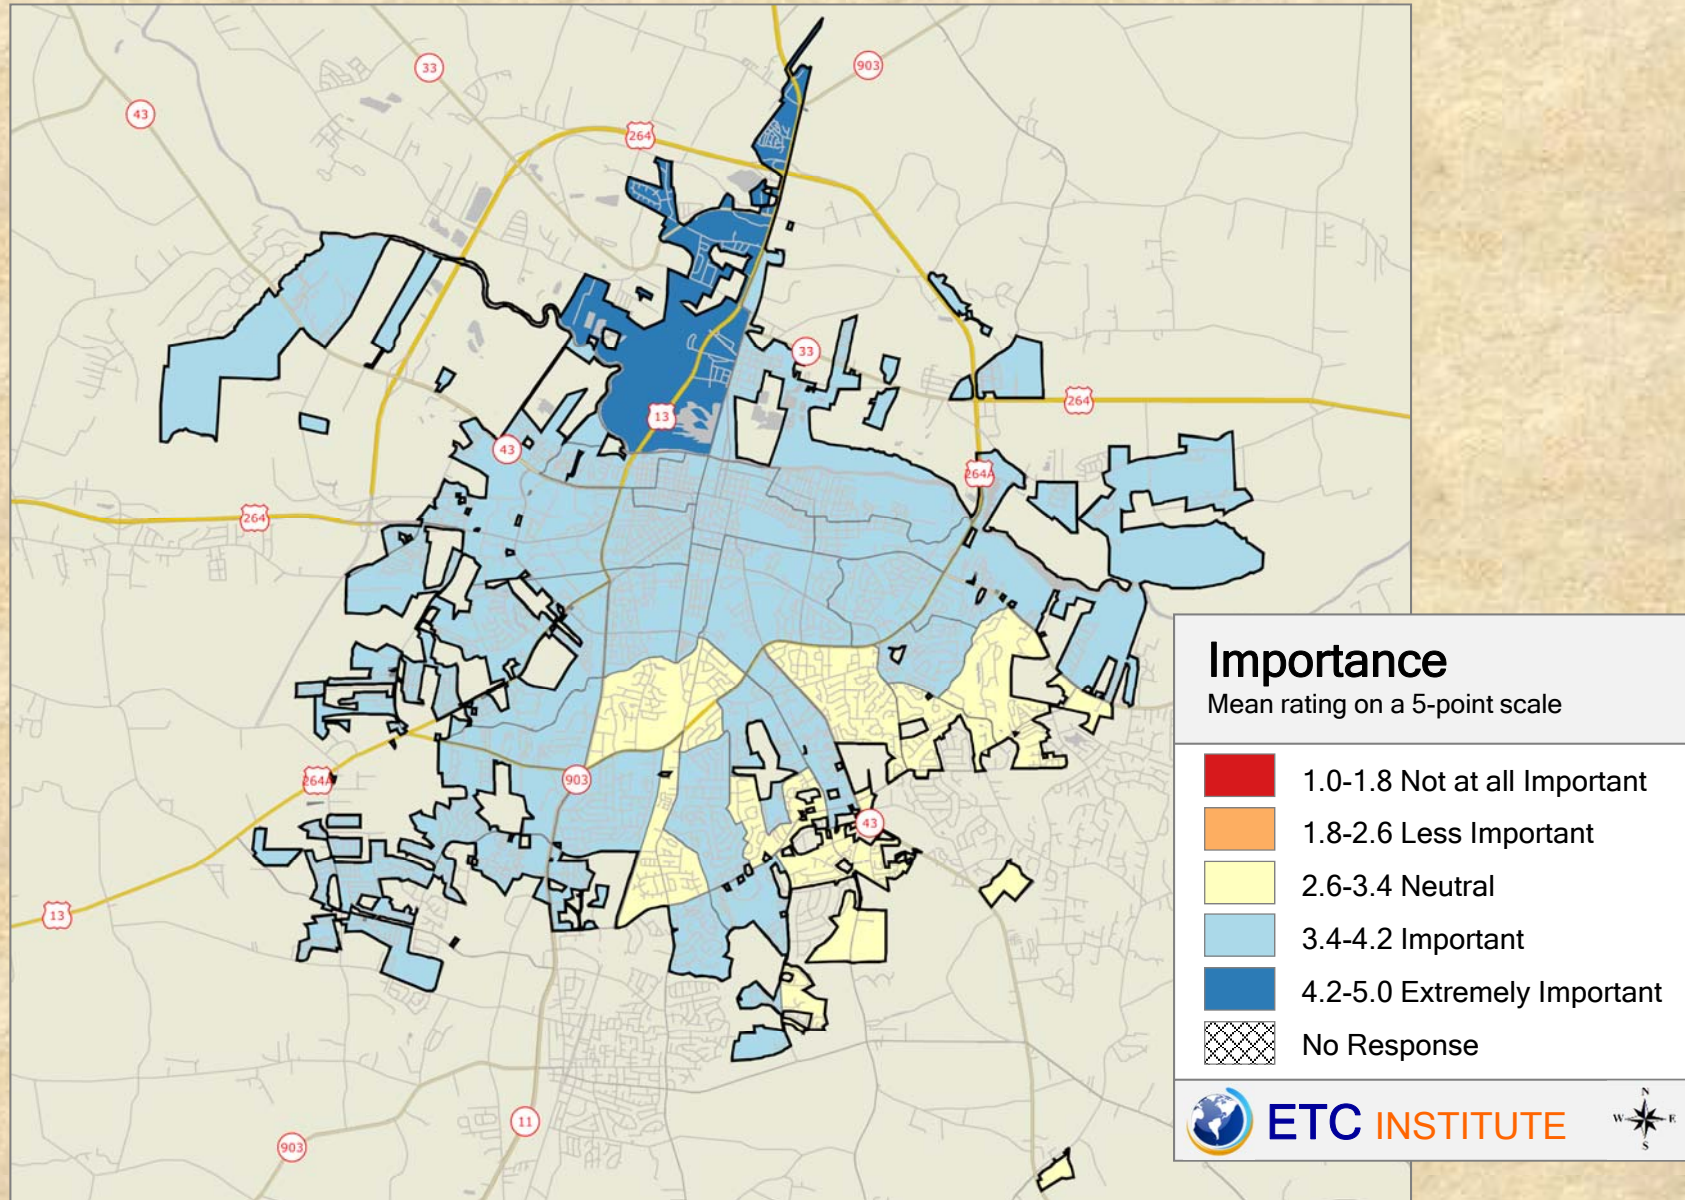 33
903
43
264
33
13
264
43
264A
264
903
264A
43
13
11
903
Importance
Mean rating on a 5-point scale
1.0-1.8 Not at all Important
1.8-2.6 Less Important
2.6-3.4 Neutral
3.4-4.2 Important
4.2-5.0 Extremely Important
No Response
ETC INSTITUTE
N
W E
S